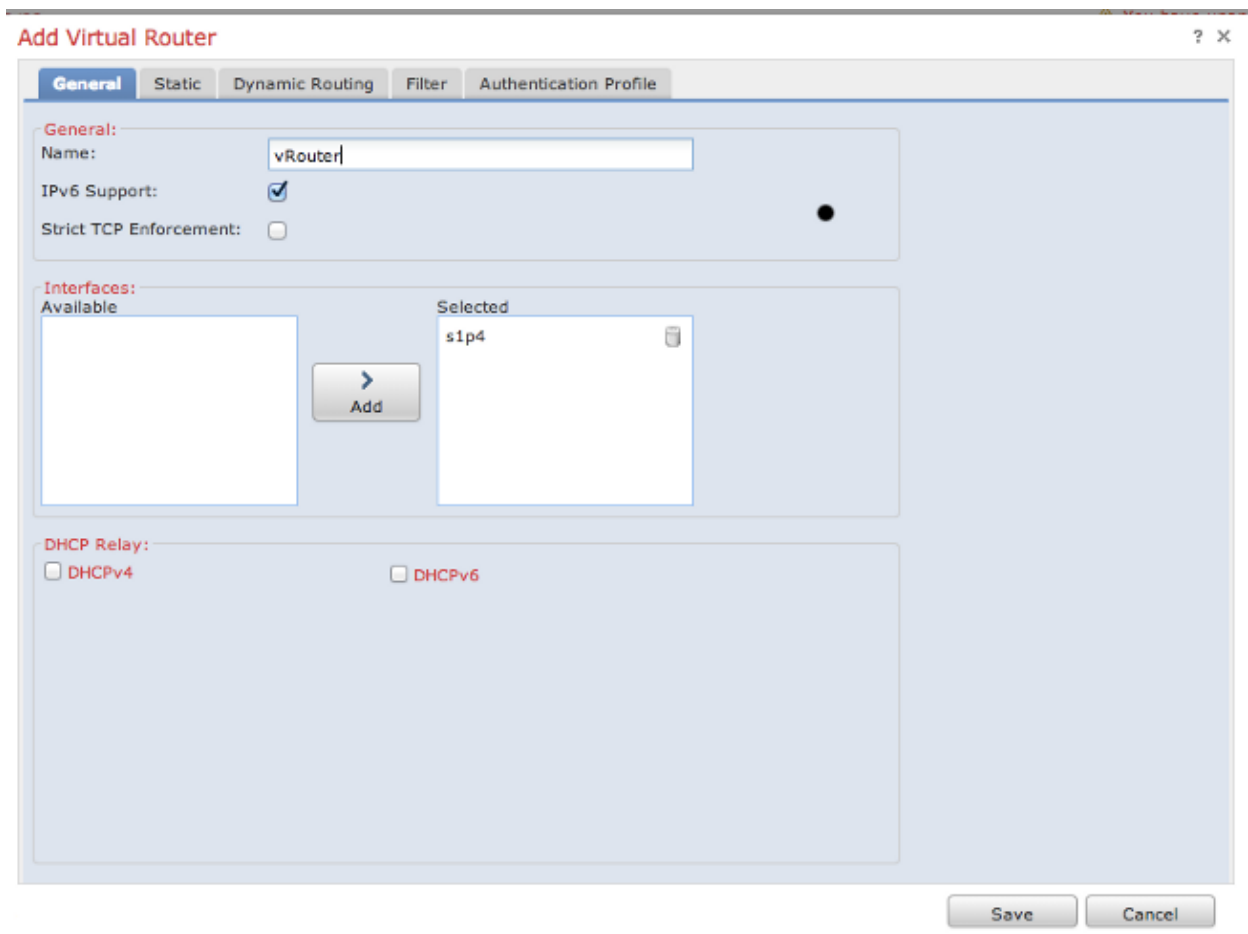 Add Virtual Router
? ×
General Static Dynamic Routing Filter Authentication Profile
General:
Name: vRouter
IPv6 Support:
Strict TCP Enforcement:
Interfaces:
Available Selected
s1p4
Add
DHCP Relay:
DHCPv4 DHCPv6
Save Cancel